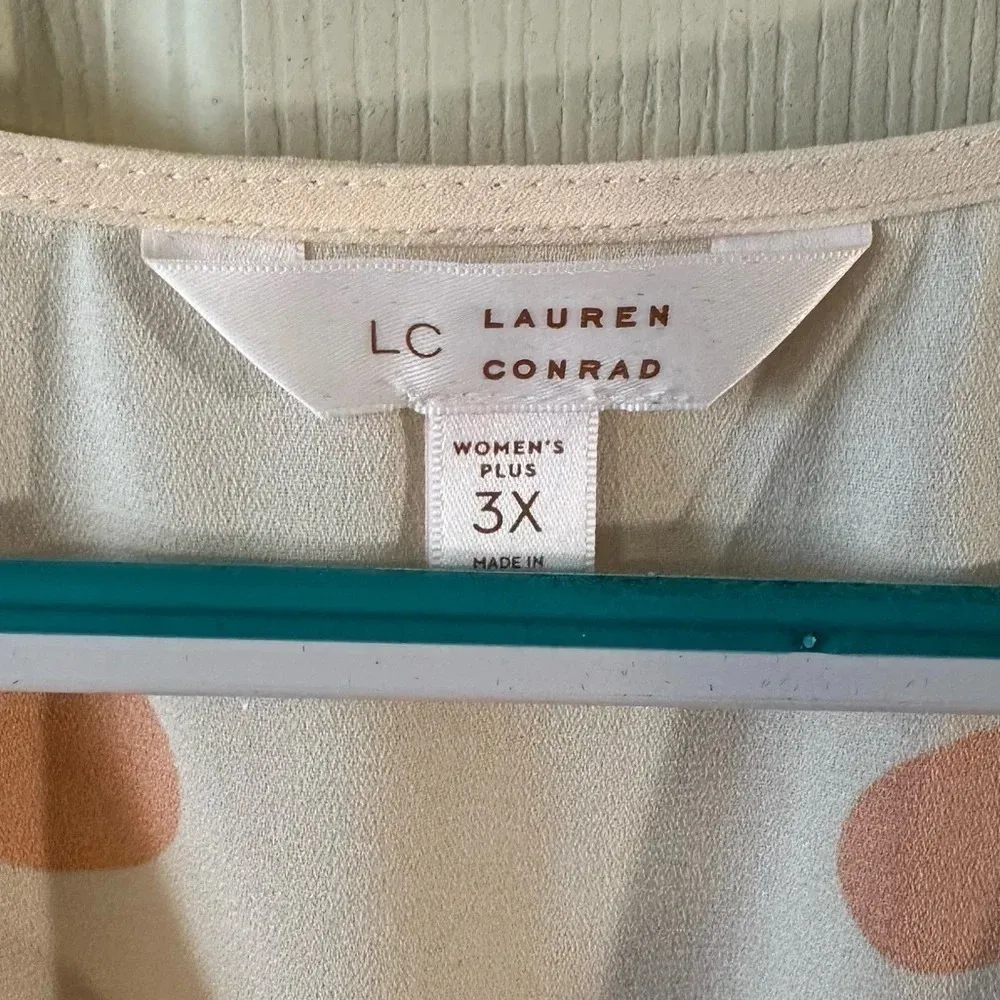 LC LAUREN
CONRAD
WOMEN'S
PLUS
3X
MADE IN